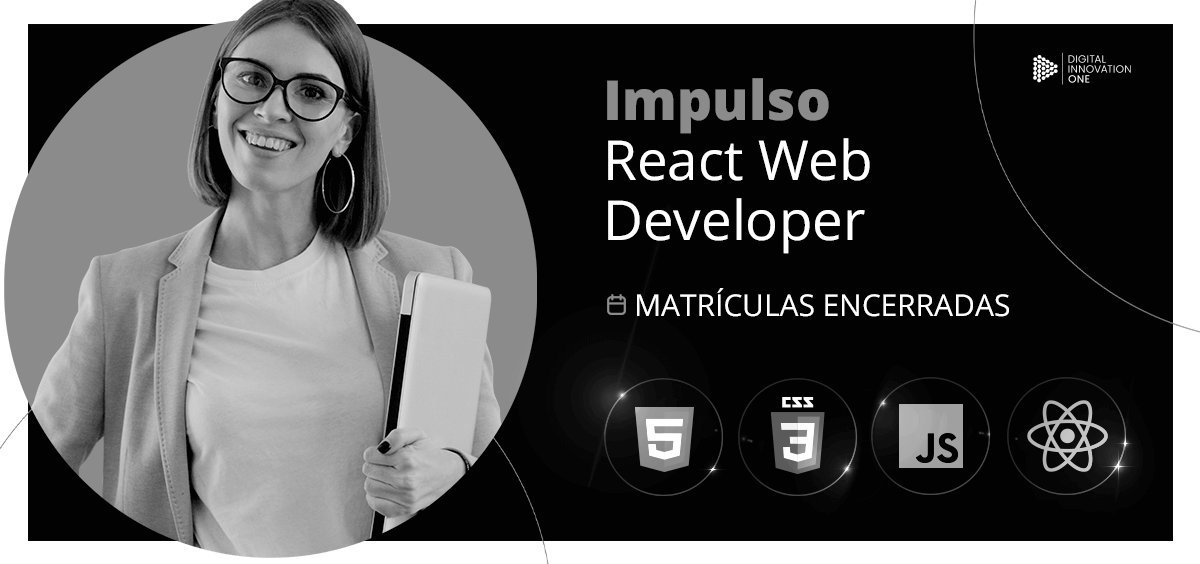 DIGITAL
INNOVATION
ONE
Impulso
React Web
Developer
MATRÍCULAS ENCERRADAS
5
CSS
3
JS